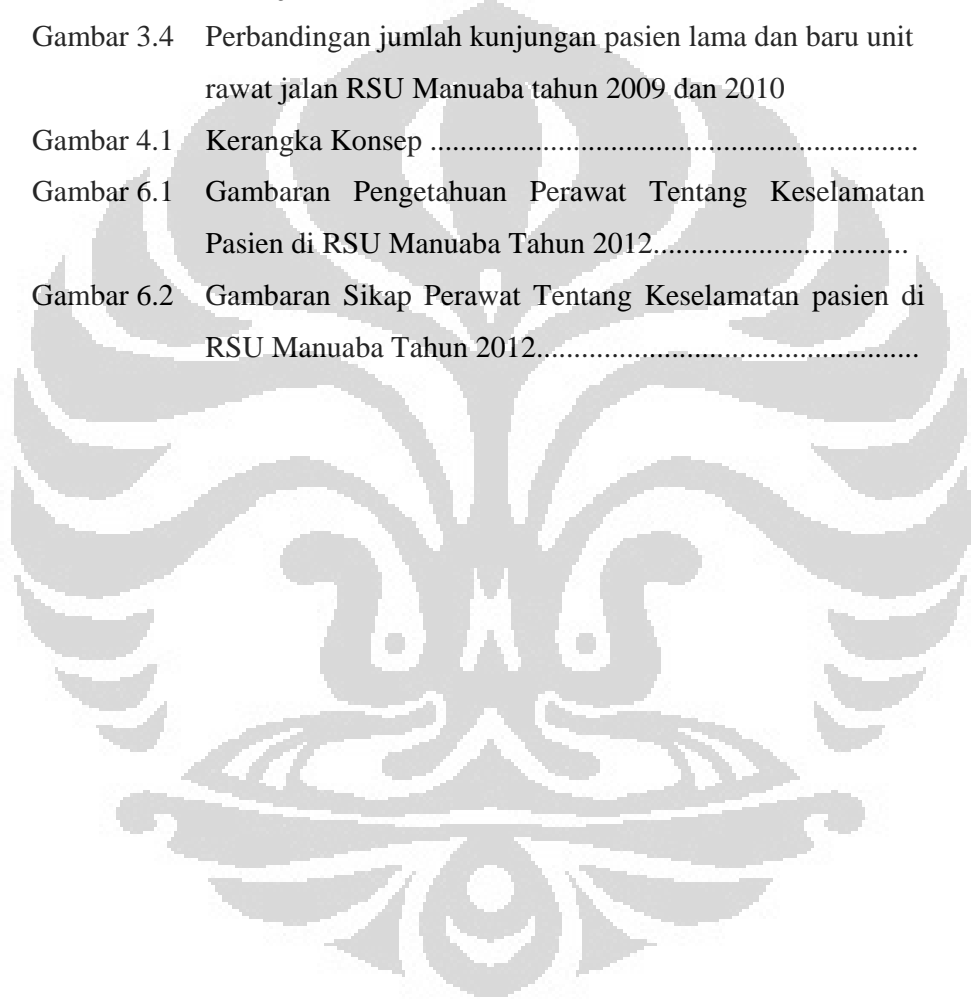 Gambar 3.4 Perbandingan jumlah kunjungan pasien lama dan baru unit
rawat jalan RSU Manuaba tahun 2009 dan 2010
Gambar 4.1 Kerangka Konsep .................................................................
Gambar 6.1 Gambaran Pengetahuan Perawat Tentang Keselamatan
Pasien di RSU Manuaba Tahun 2012..................................
Gambar 6.2 Gambaran Sikap Perawat Tentang Keselamatan pasien di
RSU Manuaba Tahun 2012...................................................